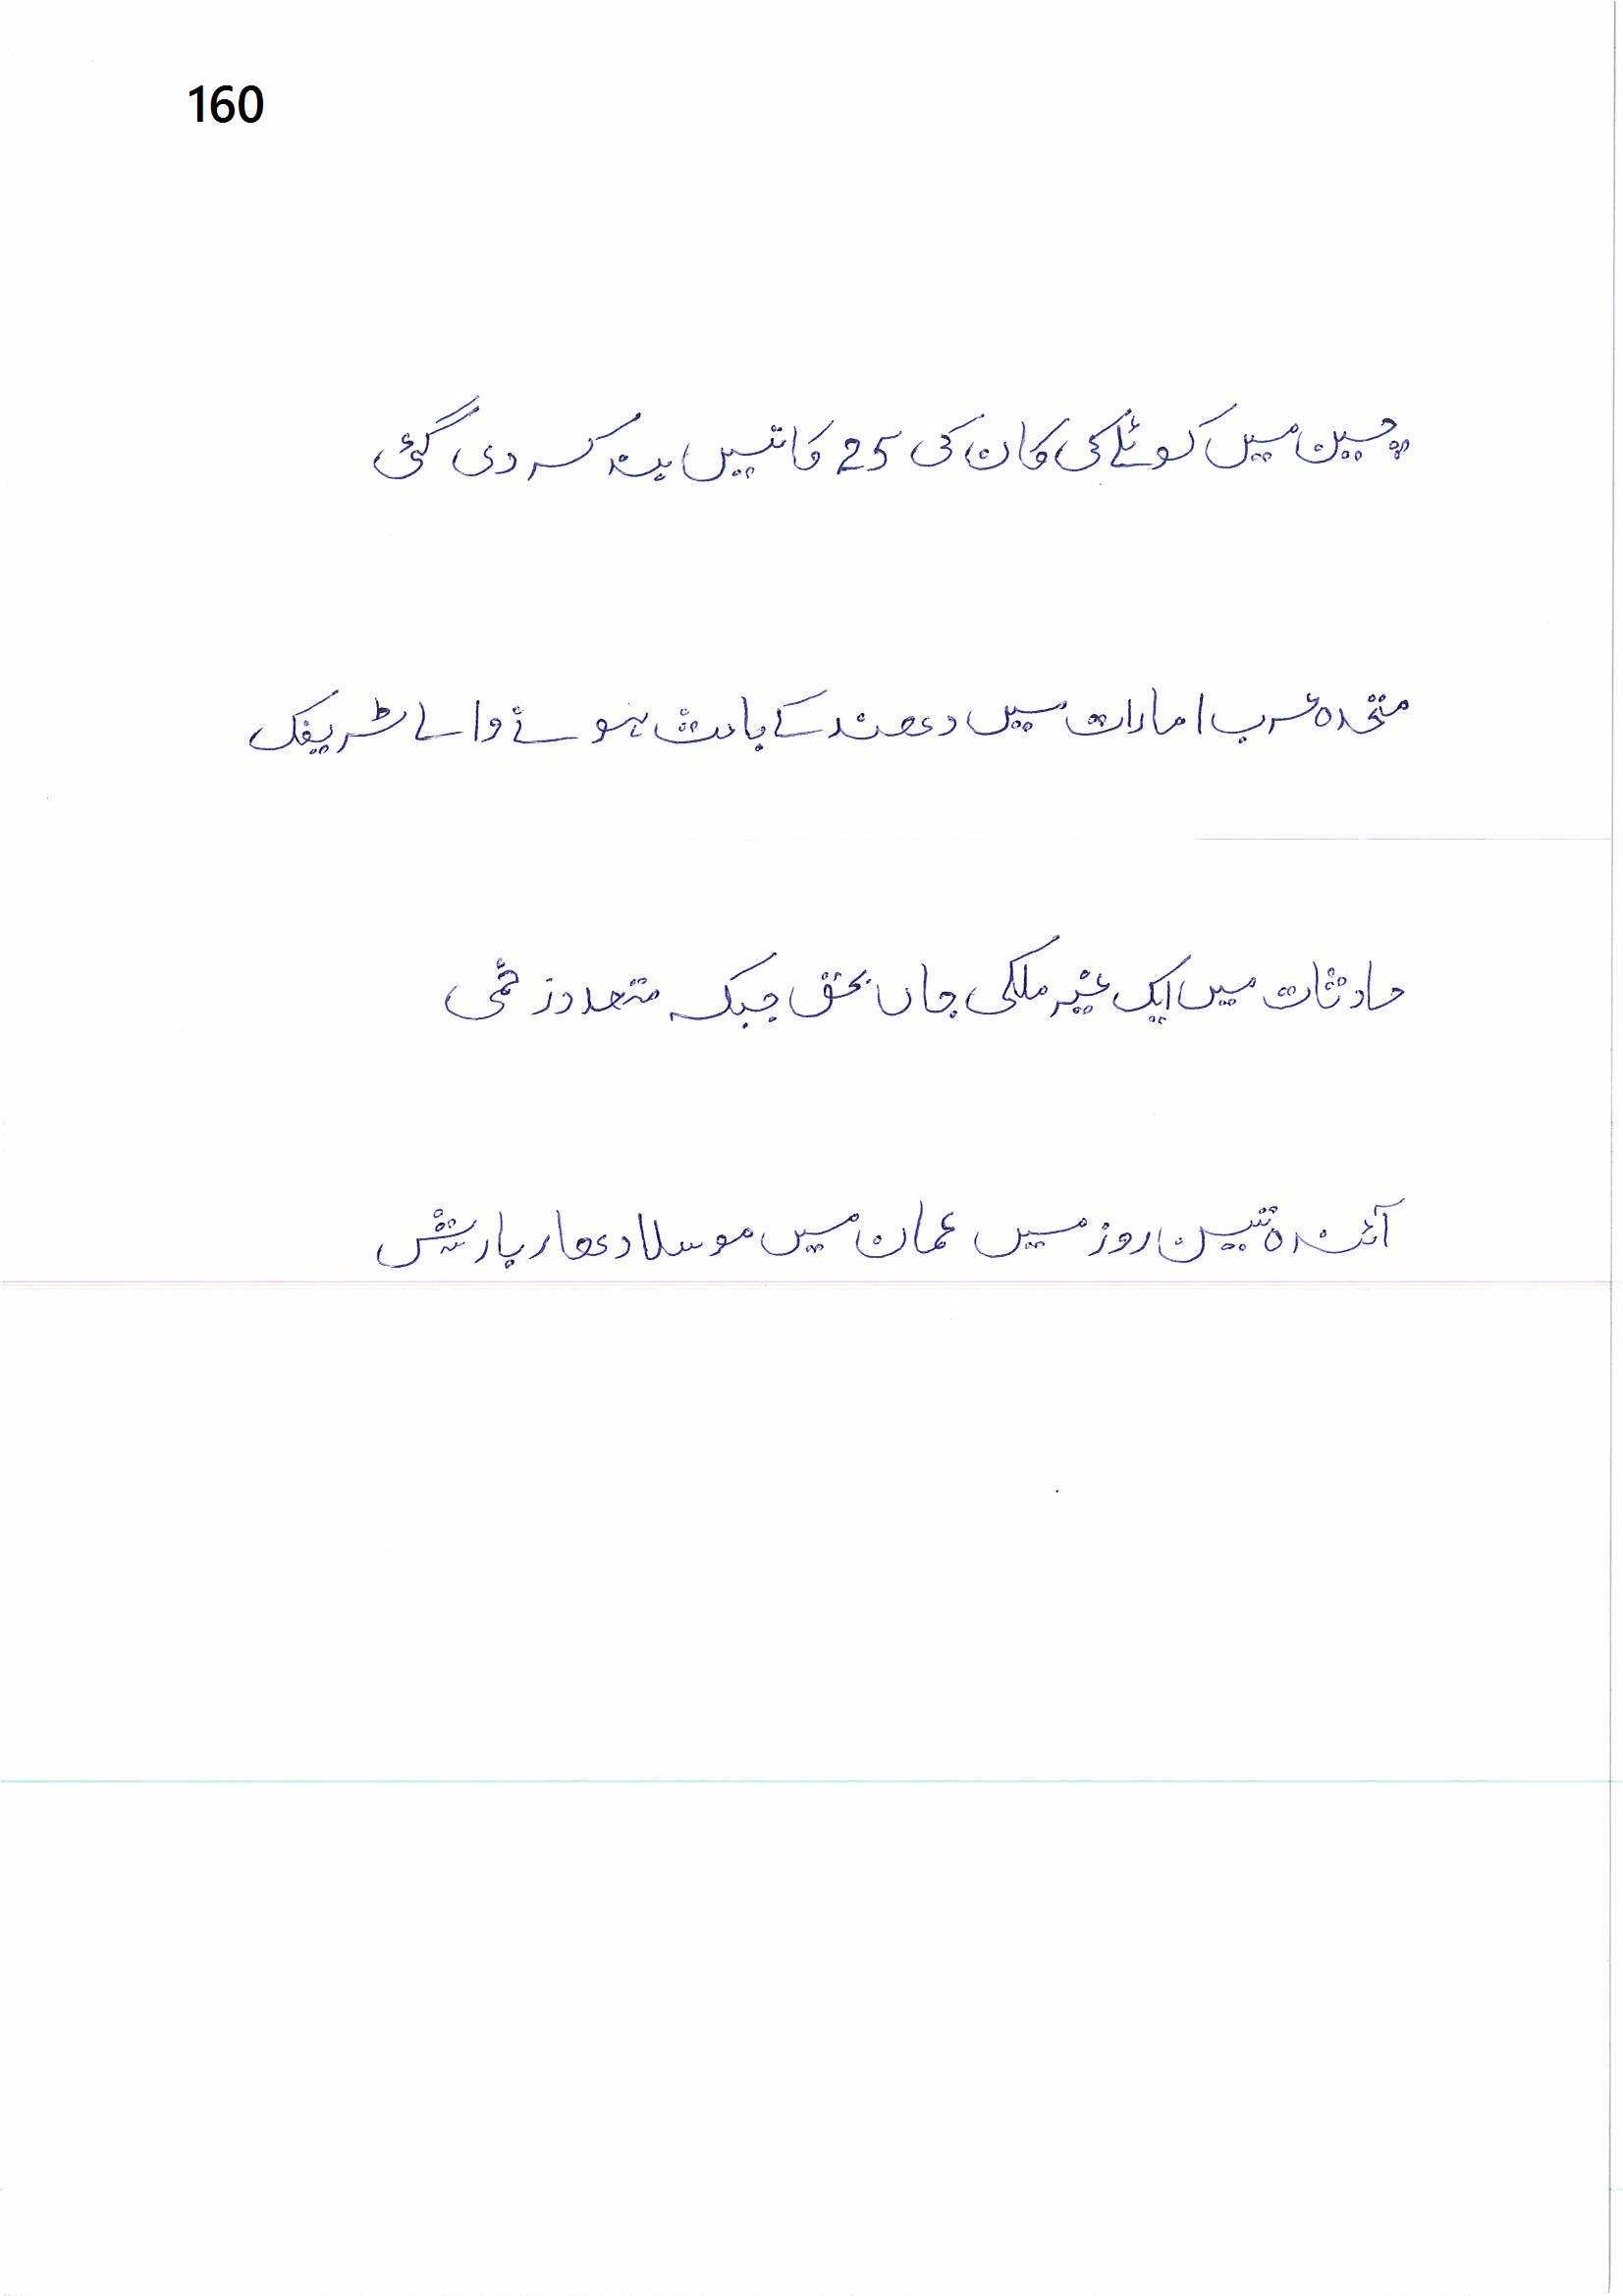 160
چین میں کوئلے کی کان کی 25 کانیں بند کر دی گئی
متحدہ عرب امارات میں دھند کے باعث ہونے والے ٹریفک
حادثات میں ایک غیر ملکی جاں بحق جبکہ متعدد زخمی
آئندہ تین روز میں عمان میں موسلادھار بارش